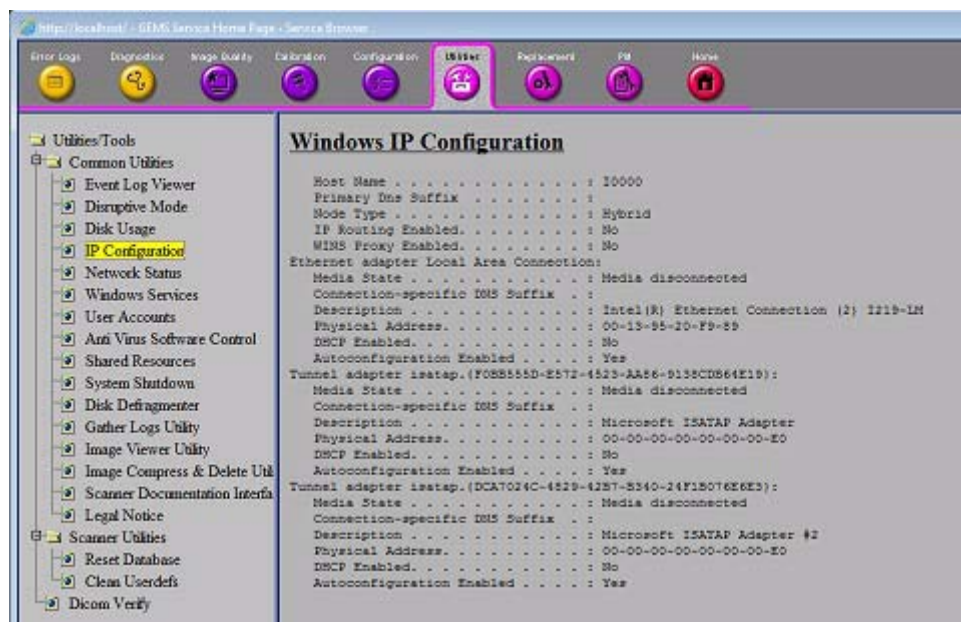 http://localhost/ - GEMS Service Home Page - Service Browser
Error Logs Diagnostics Image Quality Calibration Configuration Utilities Replacement PM Home
Utilities/Tools
Common Utilities
Event Log Viewer
Disruptive Mode
Disk Usage
IP Configuration
Network Status
Windows Services
User Accounts
Anti Virus Software Control
Shared Resources
System Shutdown
Disk Defragmenter
Gather Logs Utility
Image Viewer Utility
Image Compress & Delete Util
Scanner Documentation Interfa
Legal Notice
Scanner Utilities
Reset Database
Clean Userdefs
Dicom Verify
Windows IP Configuration
Host Name . . . . . . . . . . . . : I0000
Primary Dns Suffix . . . . . . . :
Node Type . . . . . . . . . . . . : Hybrid
IP Routing Enabled. . . . . . . . : No
WINS Proxy Enabled. . . . . . . . : No
Ethernet adapter Local Area Connection:
Media State . . . . . . . . . . . : Media disconnected
Connection-specific DNS Suffix . :
Description . . . . . . . . . . . : Intel(R) Ethernet Connection (2) I219-LM
Physical Address. . . . . . . . . : 00-13-95-20-F9-89
DHCP Enabled. . . . . . . . . . . : No
Autoconfiguration Enabled . . . . : Yes
Tunnel adapter isatap.{F0BB555D-E572-4523-AA86-9138CDB64E19}:
Media State . . . . . . . . . . . : Media disconnected
Connection-specific DNS Suffix . :
Description . . . . . . . . . . . : Microsoft ISATAP Adapter
Physical Address. . . . . . . . . : 00-00-00-00-00-00-00-E0
DHCP Enabled. . . . . . . . . . . : No
Autoconfiguration Enabled . . . . : Yes
Tunnel adapter isatap.{DCA7024C-4829-42B7-B340-24F1B076E6E3}:
Media State . . . . . . . . . . . : Media disconnected
Connection-specific DNS Suffix . :
Description . . . . . . . . . . . : Microsoft ISATAP Adapter #2
Physical Address. . . . . . . . . : 00-00-00-00-00-00-00-E0
DHCP Enabled. . . . . . . . . . . : No
Autoconfiguration Enabled . . . . : Yes